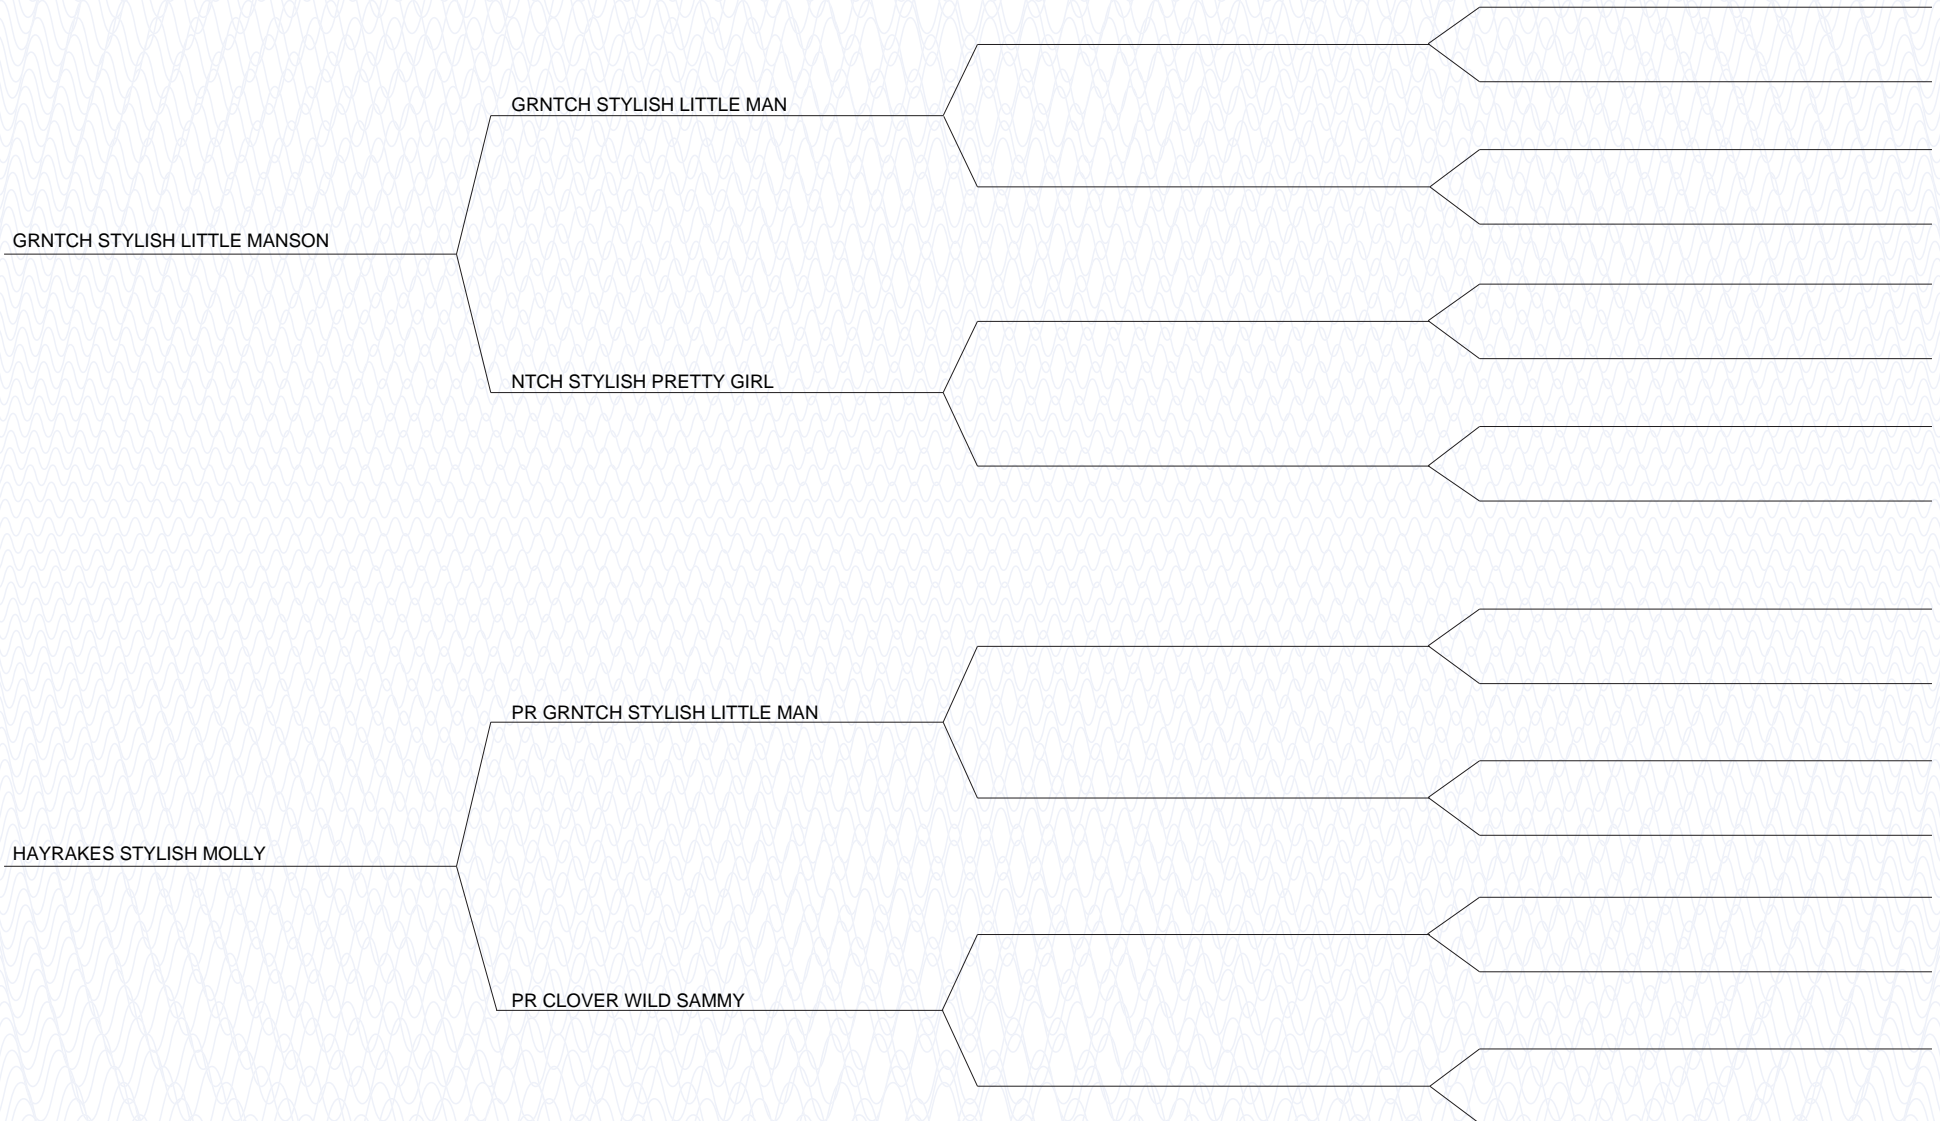 GRNTCH STYLISH LITTLE MAN
GRNTCH STYLISH LITTLE MANSON
NTCH STYLISH PRETTY GIRL
PR GRNTCH STYLISH LITTLE MAN
HAYRAKES STYLISH MOLLY
PR CLOVER WILD SAMMY